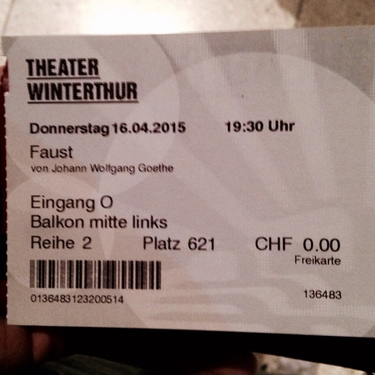 THEATER
WINTERTHUR
Donnerstag 16.04.2015 19:30 Uhr
Faust
von Johann Wolfgang Goethe
Eingang O
Balkon mitte links
Reihe 2 Platz 621 CHF 0.00
Freikarte
0136483123200514 136483